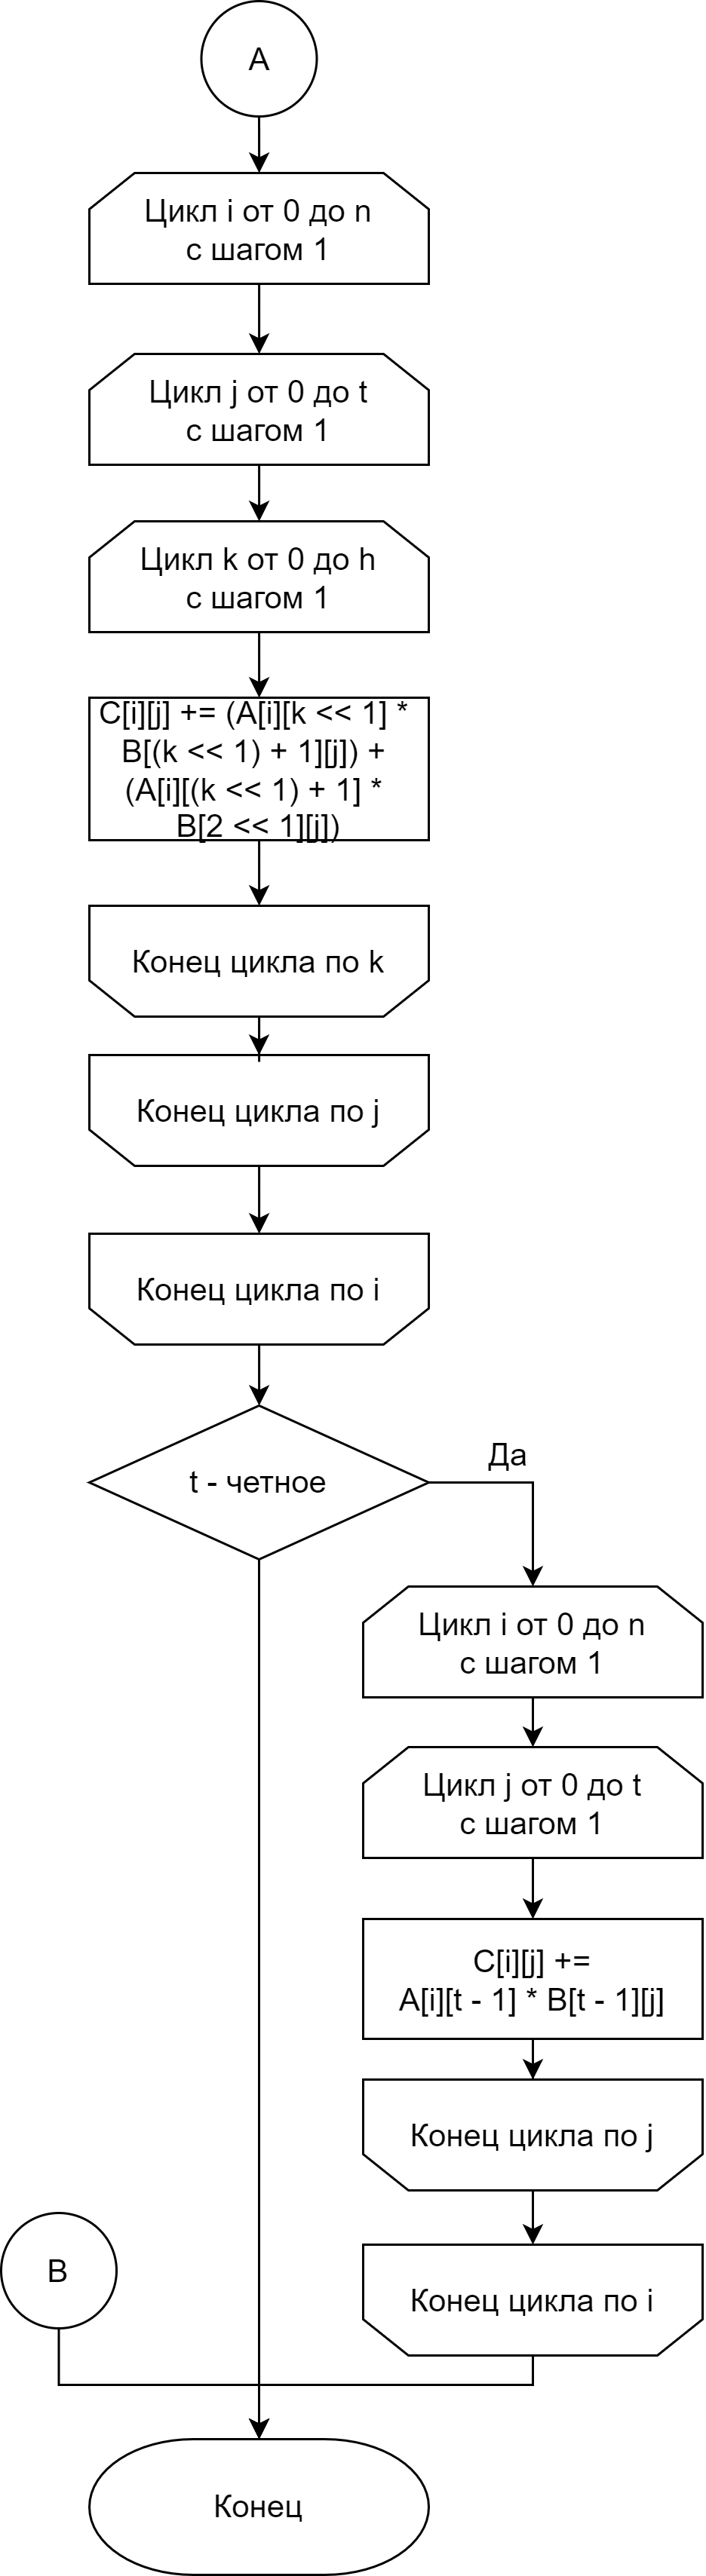 A
Цикл i от 0 до n
с шагом 1
Цикл j от 0 до t
с шагом 1
Цикл k от 0 до h
с шагом 1
C[i][j] += (A[i][k << 1] *
B[(k << 1) + 1][j]) +
(A[i][(k << 1) + 1] *
B[2 << 1][j])
Конец цикла по k
Конец цикла по j
Конец цикла по i
t - четное
Да
Цикл i от 0 до n
с шагом 1
Цикл j от 0 до t
с шагом 1
C[i][j] +=
A[i][t - 1] * B[t - 1][j]
Конец цикла по j
B
Конец цикла по i
Конец